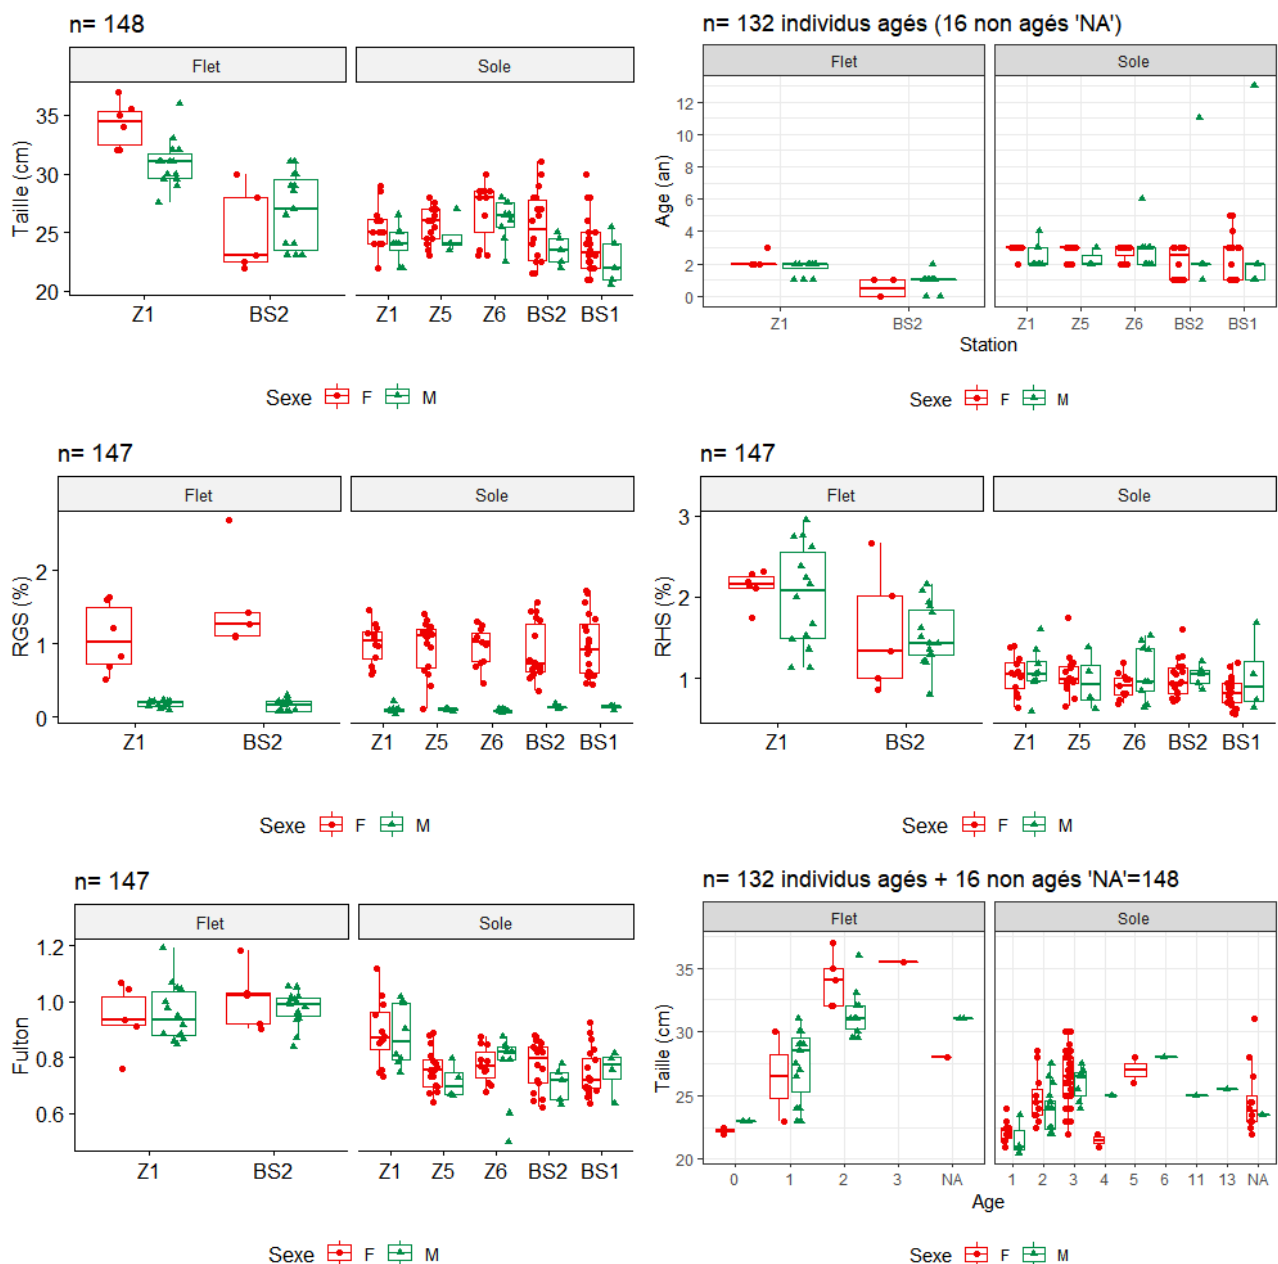 n= 148
Flet
Sole
Taille (cm)
35
30
25
20
Z1
BS2
Z1
Z5
Z6
BS2
BS1
Sexe
F
M
n= 132 individus agés (16 non agés 'NA')
Flet
Sole
Age (an)
12
10
8
6
4
2
0
Z1
BS2
Z1
Z5
Z6
BS2
BS1
Station
Sexe
F
M
n= 147
Flet
Sole
RGS (%)
2
1
0
Z1
BS2
Z1
Z5
Z6
BS2
BS1
Sexe
F
M
n= 147
Flet
Sole
RHS (%)
3
2
1
Z1
BS2
Z1
Z5
Z6
BS2
BS1
Sexe
F
M
n= 147
Flet
Sole
Fulton
1.2
1.0
0.8
0.6
Z1
BS2
Z1
Z5
Z6
BS2
BS1
Sexe
F
M
n= 132 individus agés + 16 non agés 'NA'=148
Flet
Sole
Taille (cm)
35
30
25
20
0
1
2
3
NA
1
2
3
4
5
6
11
13
NA
Age
Sexe
F
M